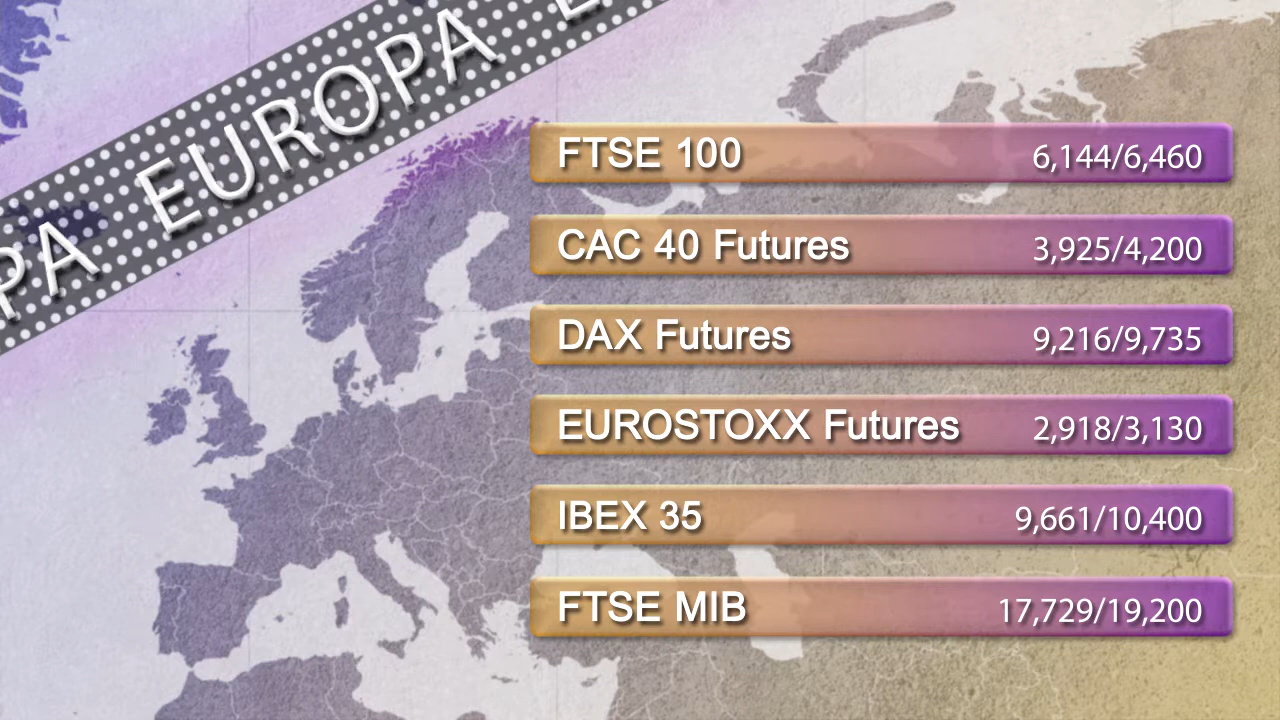 PA EUROPA E
FTSE 100 6,144/6,460
CAC 40 Futures 3,925/4,200
DAX Futures 9,216/9,735
EUROSTOXX Futures 2,918/3,130
IBEX 35 9,661/10,400
FTSE MIB 17,729/19,200